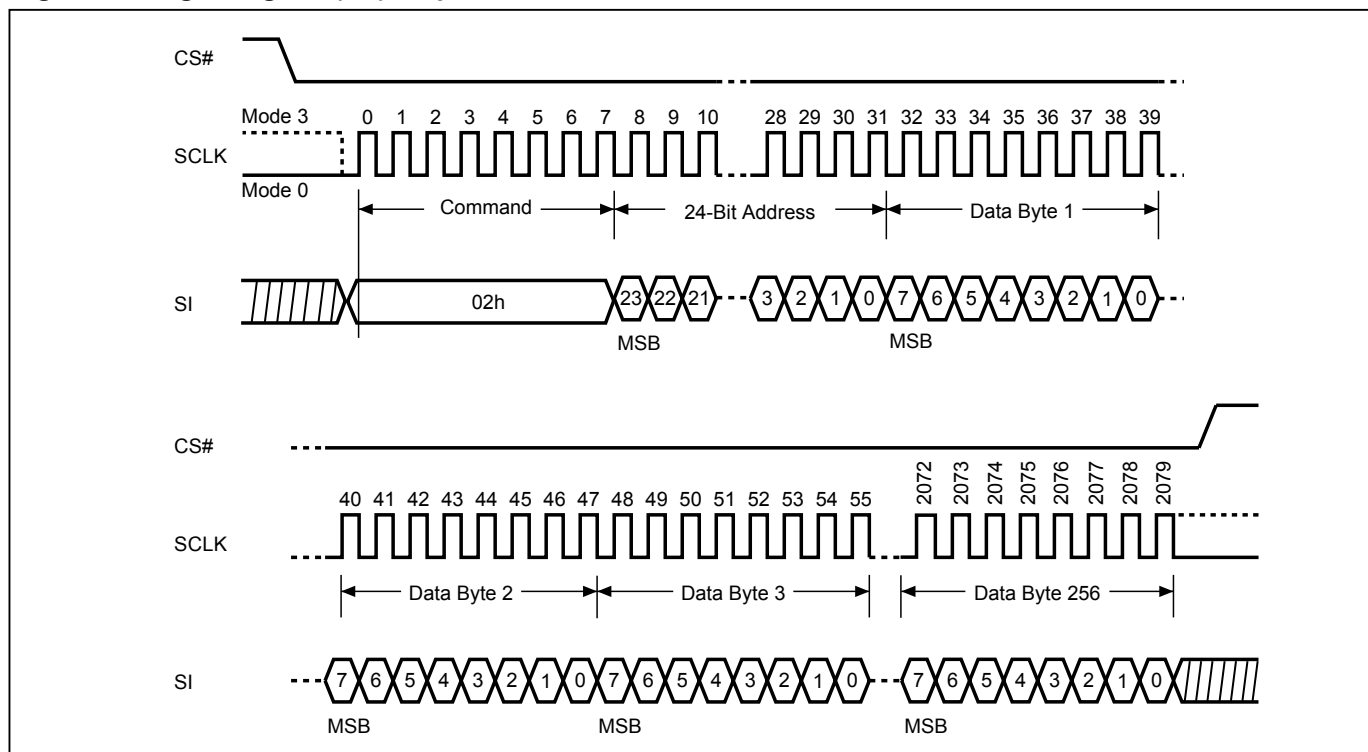 CS#
Mode 3
0 1 2 3 4 5 6 7 8 9 10 28 29 30 31 32 33 34 35 36 37 38 39
SCLK
Mode 0
Command 24-Bit Address Data Byte 1
SI 02h 23 22 21 3 2 1 0 7 6 5 4 3 2 1 0
MSB MSB
CS#
40 41 42 43 44 45 46 47 48 49 50 51 52 53 54 55 2072 2073 2074 2075 2076 2077 2078 2079
SCLK
Data Byte 2 Data Byte 3 Data Byte 256
SI 7 6 5 4 3 2 1 0 7 6 5 4 3 2 1 0 7 6 5 4 3 2 1 0
MSB MSB MSB